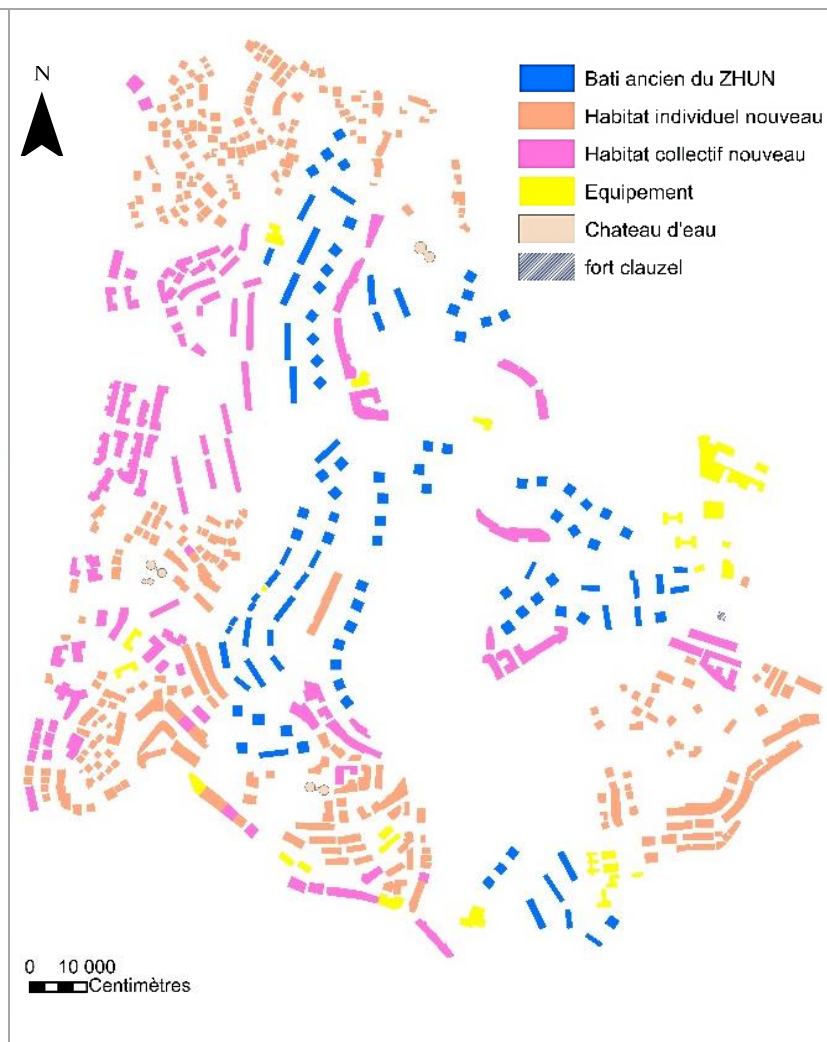 N
Bati ancien du ZHUN
Habitat individuel nouveau
Habitat collectif nouveau
Equipement
Chateau d'eau
fort clauzel
0 10 000
Centimètres